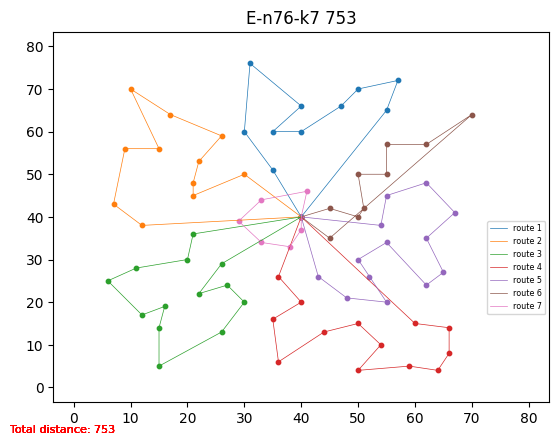 E-n76-k7 753
80
70
60
50
40
30
20
10
0
0 10 20 30 40 50 60 70 80
route 1
route 2
route 3
route 4
route 5
route 6
route 7
Total distance: 753